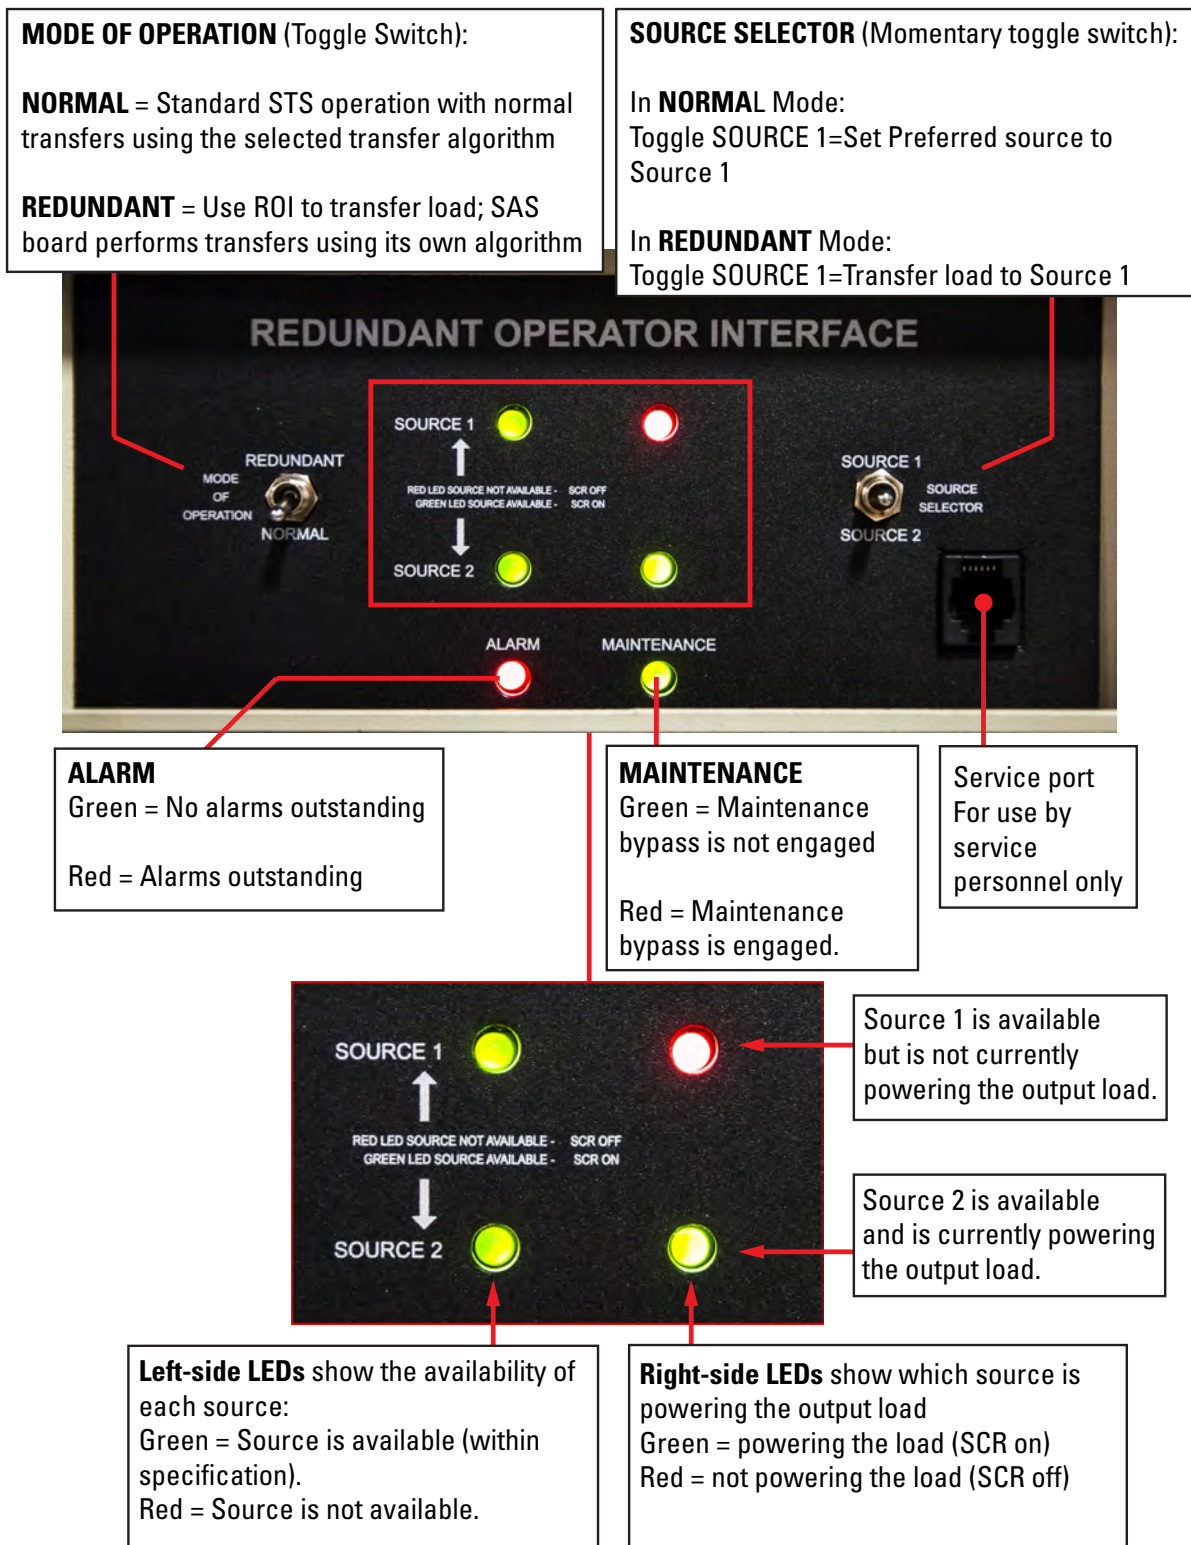 MODE OF OPERATION (Toggle Switch):
NORMAL = Standard STS operation with normal
transfers using the selected transfer algorithm
REDUNDANT = Use ROI to transfer load; SAS
board performs transfers using its own algorithm
SOURCE SELECTOR (Momentary toggle switch):
In NORMAL Mode:
Toggle SOURCE 1=Set Preferred source to
Source 1
In REDUNDANT Mode:
Toggle SOURCE 1=Transfer load to Source 1
REDUNDANT OPERATOR INTERFACE
REDUNDANT
MODE
OF
OPERATION
NORMAL
SOURCE 1
RED LED SOURCE NOT AVAILABLE - SCR OFF
GREEN LED SOURCE AVAILABLE - SCR ON
SOURCE 2
SOURCE 1
SOURCE
SELECTOR
SOURCE 2
ALARM
MAINTENANCE
ALARM
Green = No alarms outstanding
Red = Alarms outstanding
MAINTENANCE
Green = Maintenance
bypass is not engaged
Red = Maintenance
bypass is engaged.
Service port
For use by
service
personnel only
SOURCE 1
RED LED SOURCE NOT AVAILABLE - SCR OFF
GREEN LED SOURCE AVAILABLE - SCR ON
SOURCE 2
Source 1 is available
but is not currently
powering the output load.
Source 2 is available
and is currently powering
the output load.
Left-side LEDs show the availability of
each source:
Green = Source is available (within
specification).
Red = Source is not available.
Right-side LEDs show which source is
powering the output load
Green = powering the load (SCR on)
Red = not powering the load (SCR off)